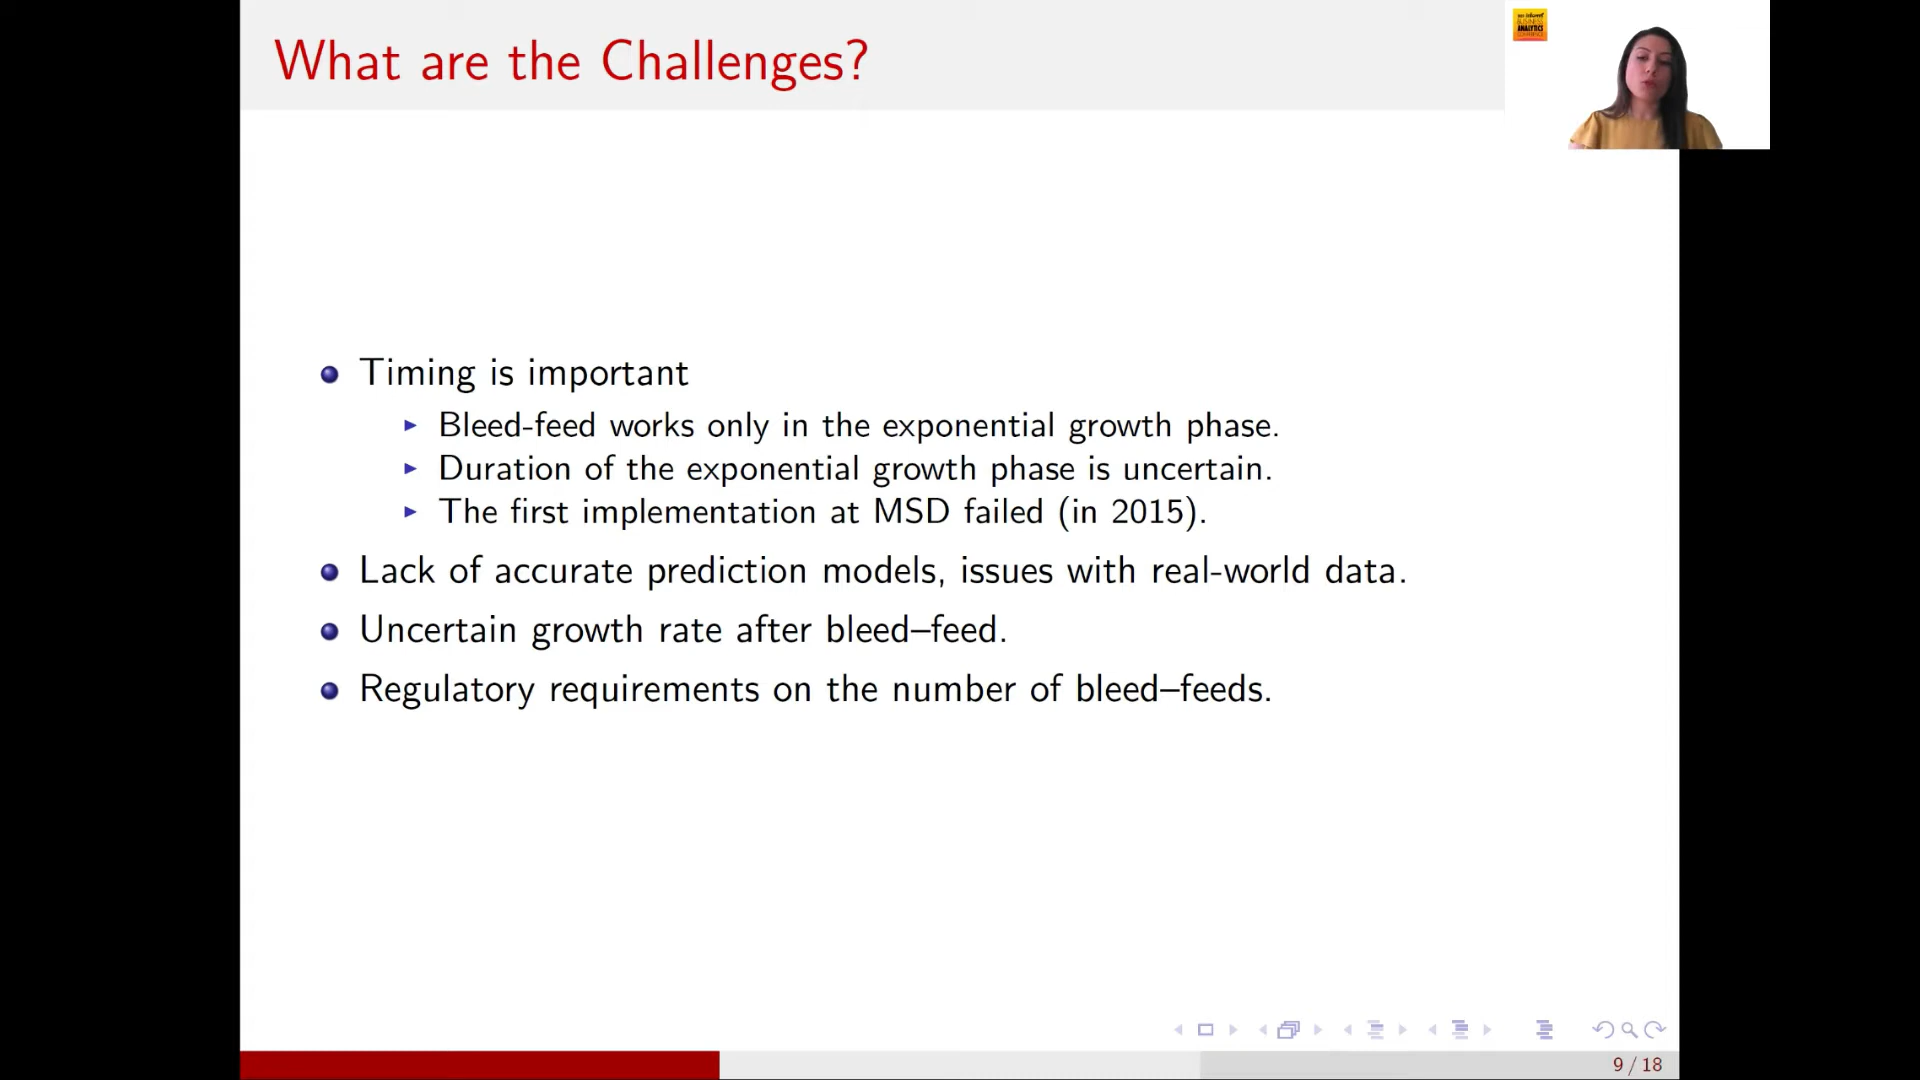 What are the Challenges?
BUSINESS
ANALYTICS
CONFERENCE
Timing is important
Bleed-feed works only in the exponential growth phase.
Duration of the exponential growth phase is uncertain.
The first implementation at MSD failed (in 2015).
Lack of accurate prediction models, issues with real-world data.
Uncertain growth rate after bleed–feed.
Regulatory requirements on the number of bleed–feeds.
9 / 18